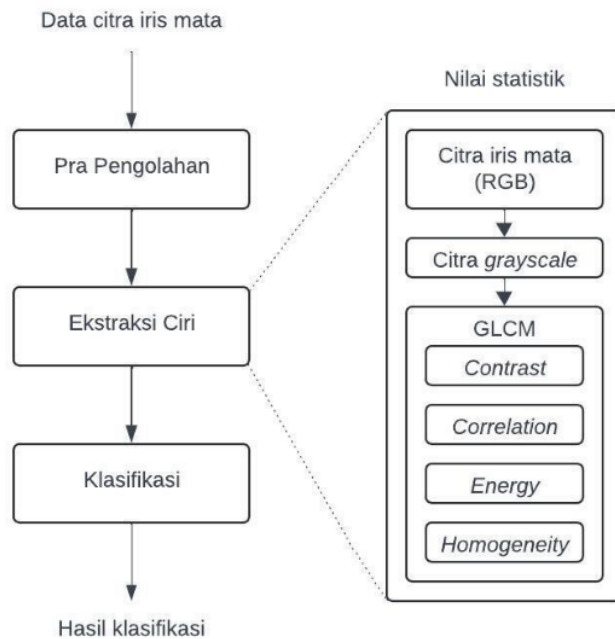 Data citra iris mata
Pra Pengolahan
Ekstraksi Ciri
Klasifikasi
Hasil klasifikasi
Nilai statistik
Citra iris mata
(RGB)
Citra grayscale
GLCM
Contrast
Correlation
Energy
Homogeneity